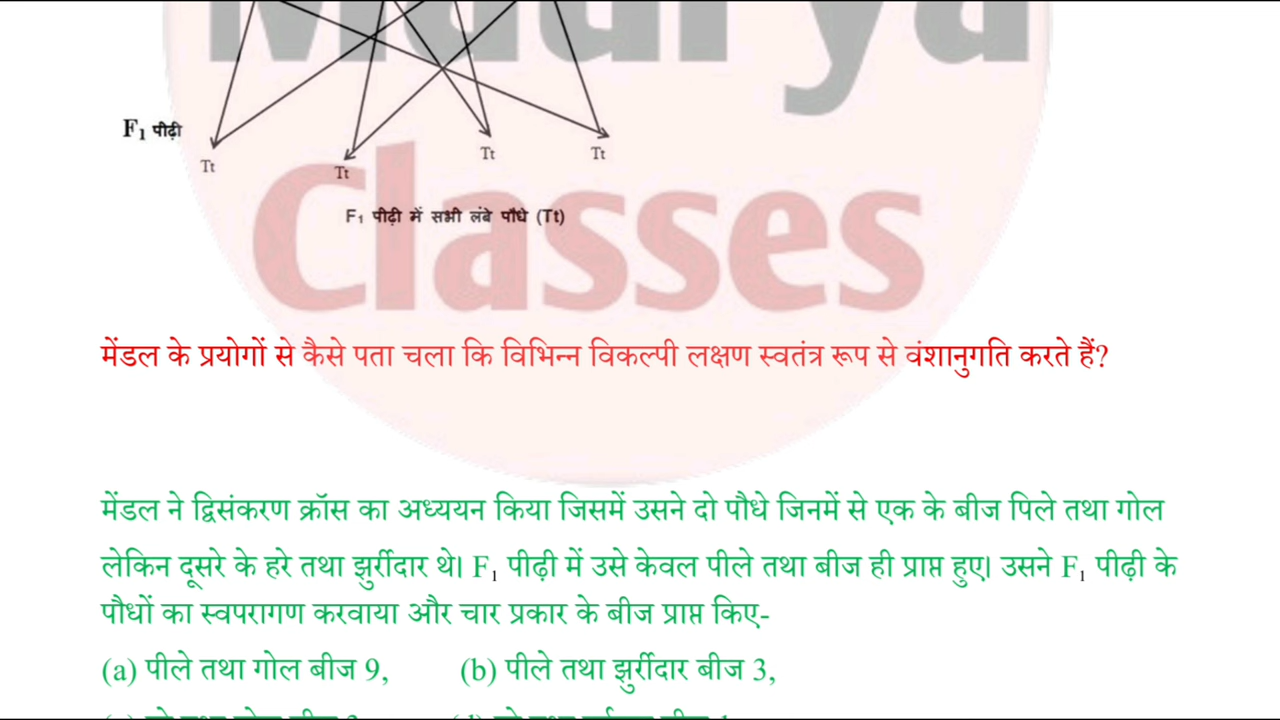 Maurya
F₁ पीढ़ी
Tt
Tt
Tt
Tt
Classes
F₁ पीढ़ी में सभी लंबे पौधे (Tt)
मेंडल के प्रयोगों से कैसे पता चला कि विभिन्न विकल्पी लक्षण स्वतंत्र रूप से वंशानुगति करते हैं?
मेंडल ने द्विसंकरण क्रॉस का अध्ययन किया जिसमें उसने दो पौधे जिनमें से एक के बीज पिले तथा गोल
लेकिन दूसरे के हरे तथा झुर्रीदार थे। F₁ पीढ़ी में उसे केवल पीले तथा बीज ही प्राप्त हुए। उसने F₁ पीढ़ी के
पौधों का स्वपरागण करवाया और चार प्रकार के बीज प्राप्त किए-
(a) पीले तथा गोल बीज 9, (b) पीले तथा झुर्रीदार बीज 3,